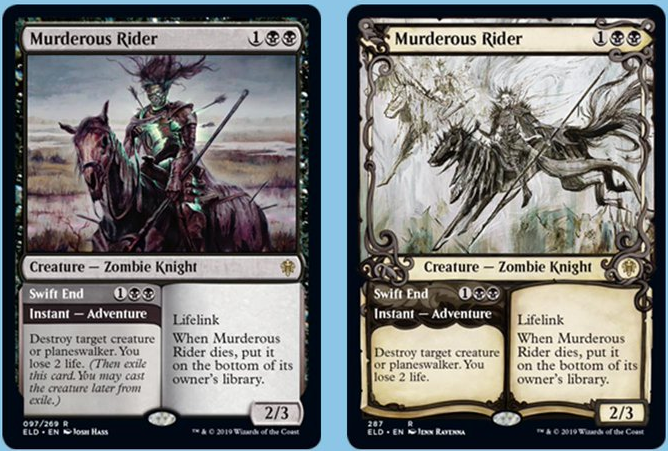 Murderous Rider 1
Creature — Zombie Knight
Swift End 1
Instant — Adventure
Destroy target creature
or planeswalker. You
lose 2 life. (Then exile
this card. You may cast
the creature later from
exile.)
Lifelink
When Murderous
Rider dies, put it
on the bottom of its
owner's library.
2/3
097/269 R
ELD • EN Josh Hass
™ & © 2019 Wizards of the Coast
Murderous Rider 1
Creature — Zombie Knight
Swift End 1
Instant — Adventure
Destroy target creature
or planeswalker. You
lose 2 life.
Lifelink
When Murderous
Rider dies, put it
on the bottom of its
owner's library.
2/3
287 R
ELD • EN Jenn Ravenna
™ & © 2019 Wizards of the Coast